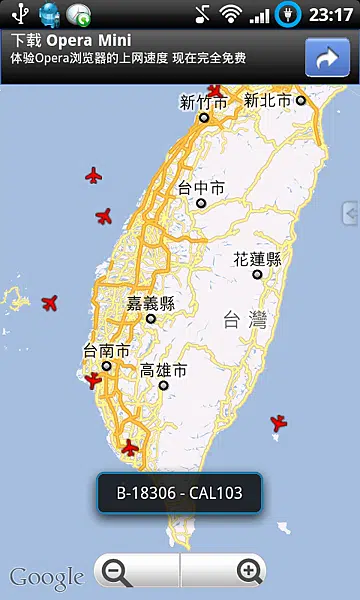 23:17
下载 Opera Mini
体验Opera浏览器的上网速度 现在完全免费
新竹市
新北市
台中市
花蓮縣
嘉義縣
台灣
台南市
高雄市
B-18306 - CAL103
Google